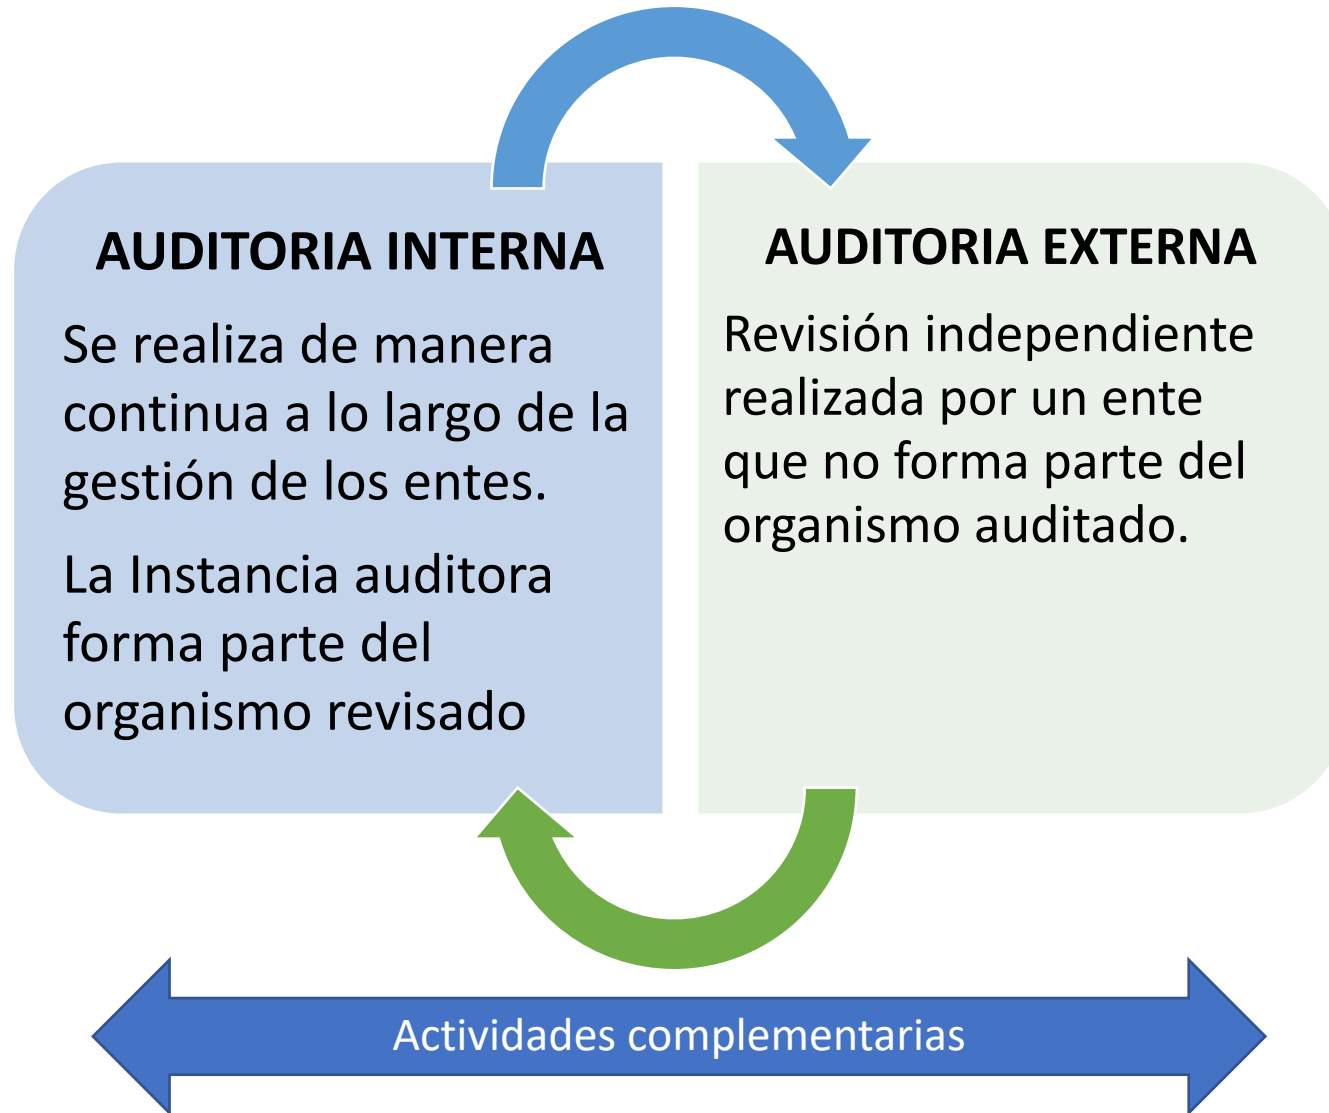 AUDITORIA INTERNA
Se realiza de manera
continua a lo largo de la
gestión de los entes.
La Instancia auditora
forma parte del
organismo revisado
AUDITORIA EXTERNA
Revisión independiente
realizada por un ente
que no forma parte del
organismo auditado.
Actividades complementarias